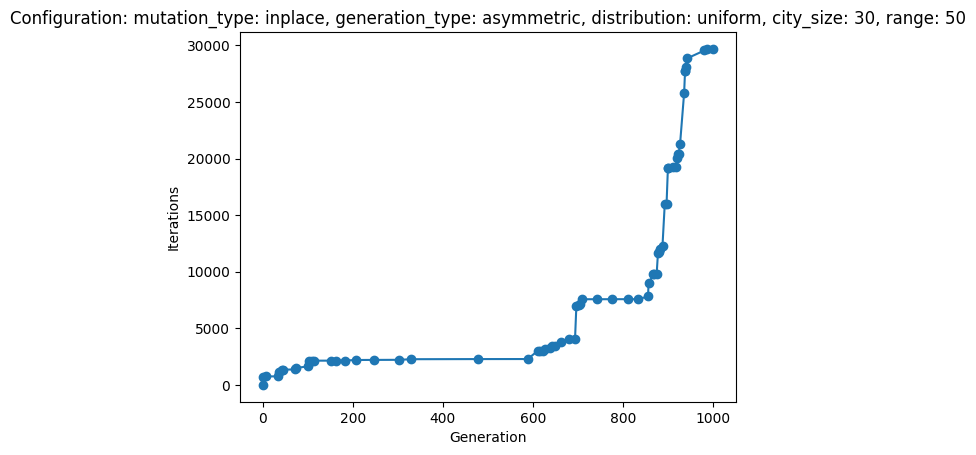 Configuration: mutation_type: inplace, generation_type: asymmetric, distribution: uniform, city_size: 30, range: 50
30000
25000
20000
15000
10000
5000
0
Iterations
0 200 400 600 800 1000
Generation